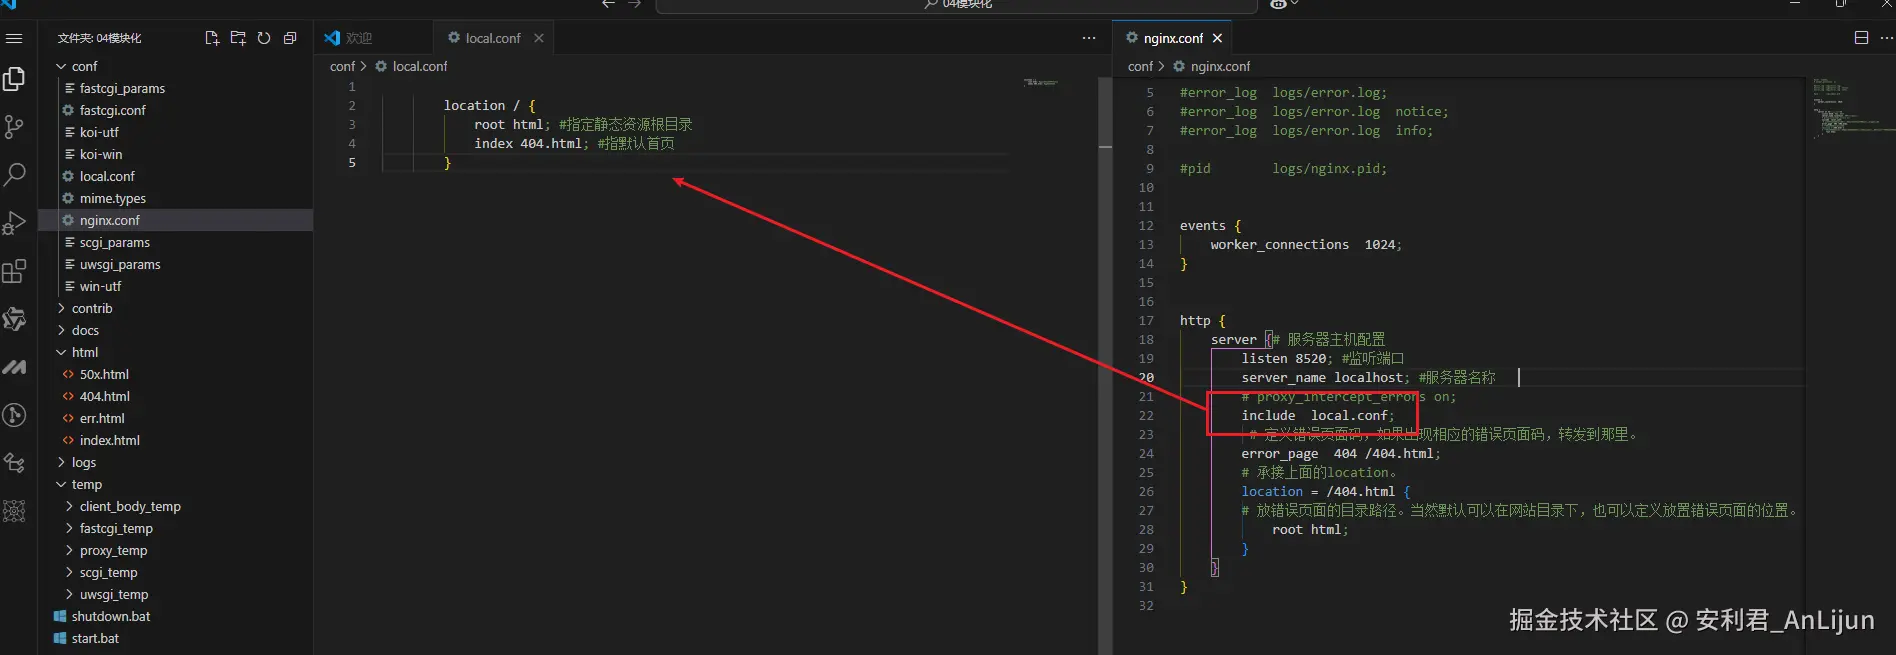 04模块化
文件夹: 04模块化
conf
fastcgi_params
fastcgi.conf
koi-utf
koi-win
local.conf
mime.types
nginx.conf
scgi_params
uwsgi_params
win-utf
contrib
docs
html
50x.html
404.html
err.html
index.html
logs
temp
client_body_temp
fastcgi_temp
proxy_temp
scgi_temp
uwsgi_temp
shutdown.bat
start.bat
欢迎
local.conf
conf > local.conf
1
2 location / {
3 root html; #指定静态资源根目录
4 index 404.html; #指默认首页
5 }
nginx.conf
conf > nginx.conf
5 #error_log  logs/error.log;
6 #error_log  logs/error.log  notice;
7 #error_log  logs/error.log  info;
8
9 #pid        logs/nginx.pid;
10
11
12 events {
13 worker_connections  1024;
14 }
15
16
17 http {
18 server {# 服务器主机配置
19 listen 8520; #监听端口
20 server_name localhost; #服务器名称
21 # proxy_intercept_errors on;
22 include  local.conf;
23 # 定义错误页面码，如果出现相应的错误页面码，转发到那里。
24 error_page  404 /404.html;
25 # 承接上面的location。
26 location = /404.html {
27 # 放错误页面的目录路径。当然默认可以在网站目录下，也可以定义放置错误页面的位置。
28 root html;
29 }
30 }
31 }
32
掘金技术社区 @ 安利君_AnLijun